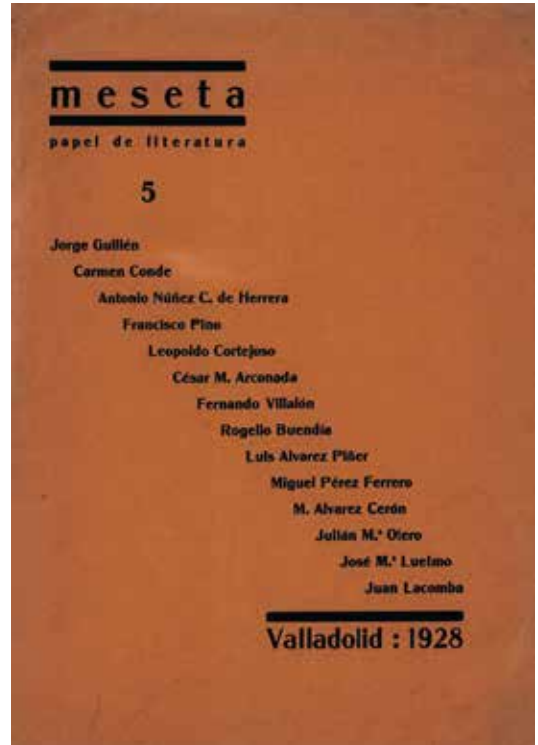 meseta
papel de literatura
5
Jorge Guillén
Carmen Conde
Antonio Núñez C. de Herrera
Francisco Pino
Leopoldo Cortejoso
César M. Arconada
Fernando Villalón
Rogelio Buendía
Luis Alvarez Piñer
Miguel Pérez Ferrero
M. Alvarez Cerón
Julián M.ª Otero
José M.ª Luelmo
Juan Lacomba
Valladolid : 1928